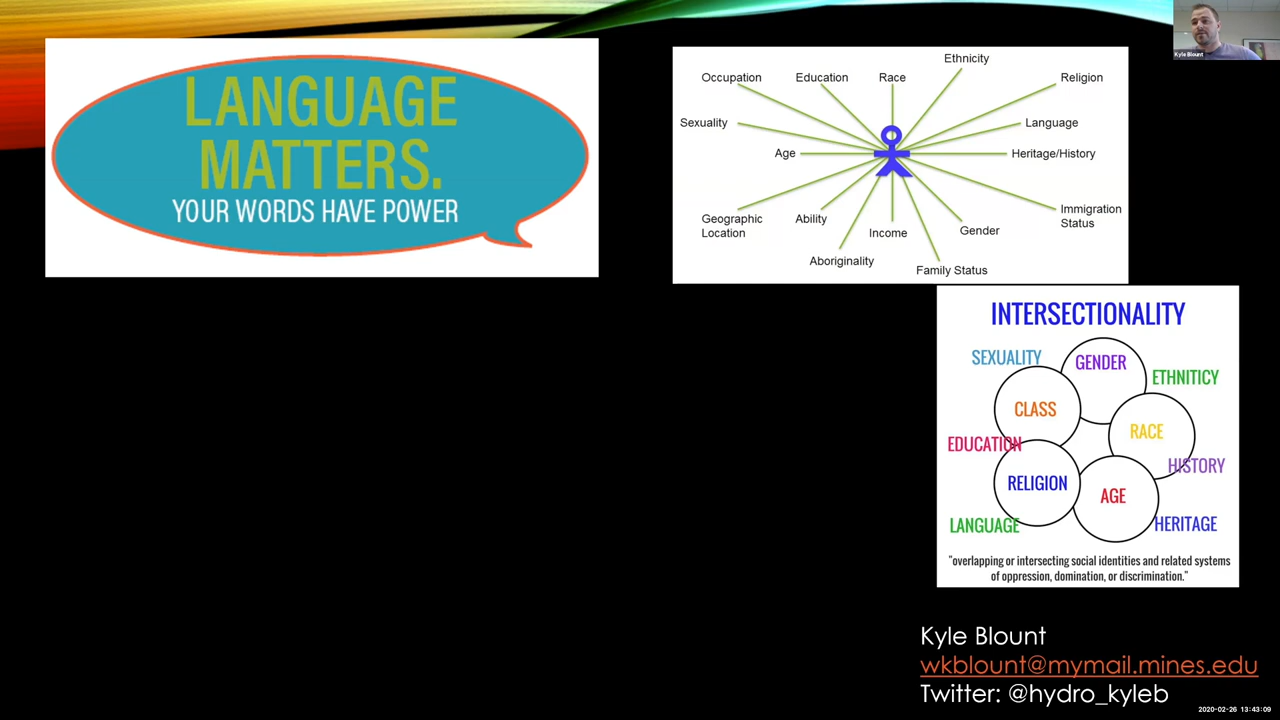 LANGUAGE
MATTERS.
YOUR WORDS HAVE POWER
Ethnicity
Occupation
Education
Race
Religion
Sexuality
Language
Age
Heritage/History
Geographic
Location
Ability
Income
Gender
Immigration
Status
Aboriginality
Family Status
INTERSECTIONALITY
SEXUALITY
GENDER
ETHNITICY
CLASS
RACE
EDUCATION
HISTORY
RELIGION
AGE
LANGUAGE
HERITAGE
"overlapping or intersecting social identities and related systems
of oppression, domination, or discrimination."
Kyle Blount
wkblount@mymail.mines.edu
Twitter: @hydro_kyleb
Kyle Blount
2020-02-26 13:43:09